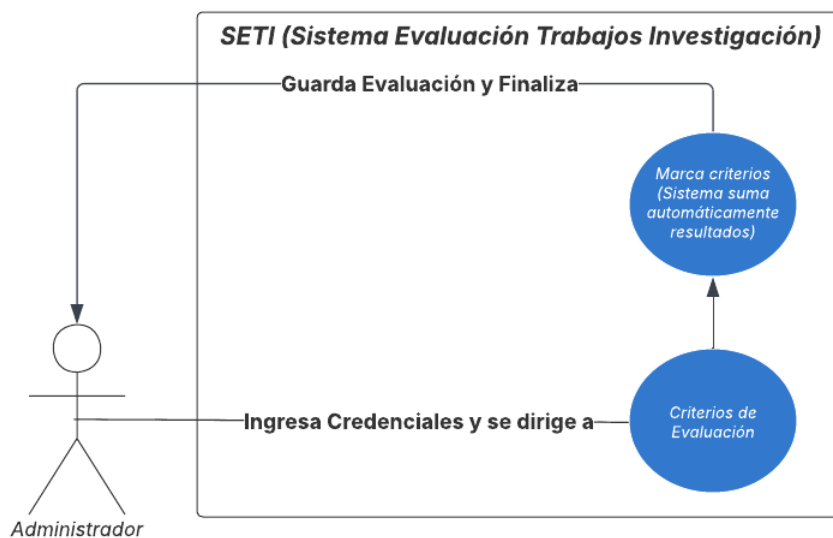 SETI (Sistema Evaluación Trabajos Investigación)
Guarda Evaluación y Finaliza
Marca criterios
(Sistema suma
automáticamente
resultados)
Ingresa Credenciales y se dirige a
Criterios de
Evaluación
Administrador